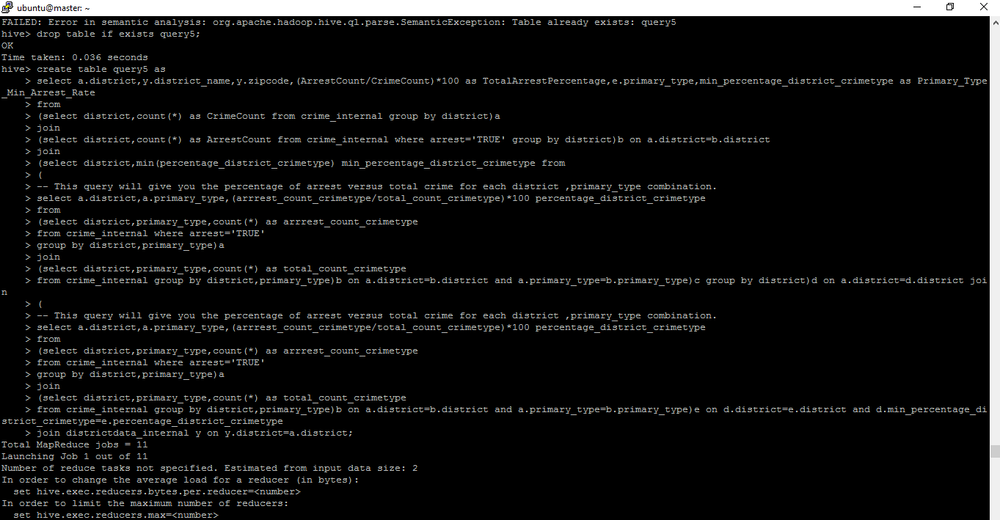 ubuntu@master: ~
FAILED: Error in semantic analysis: org.apache.hadoop.hive.ql.parse.SemanticException: Table already exists: query5
hive> drop table if exists query5;
OK
Time taken: 0.036 seconds
hive> create table query5 as
    > select a.district,y.district_name,y.zipcode,(ArrestCount/CrimeCount)*100 as TotalArrestPercentage,e.primary_type,min_percentage_district_crimetype as Primary_Type
_Min_Arrest_Rate
    > from
    > (select district,count(*) as CrimeCount from crime_internal group by district)a
    > join
    > (select district,count(*) as ArrestCount from crime_internal where arrest='TRUE' group by district)b on a.district=b.district
    > join
    > (select district,min(percentage_district_crimetype) min_percentage_district_crimetype from
    > (
    > -- This query will give you the percentage of arrest versus total crime for each district ,primary_type combination.
    > select a.district,a.primary_type,(arrrest_count_crimetype/total_count_crimetype)*100 percentage_district_crimetype
    > from
    > (select district,primary_type,count(*) as arrrest_count_crimetype
    > from crime_internal where arrest='TRUE'
    > group by district,primary_type)a
    > join
    > (select district,primary_type,count(*) as total_count_crimetype
    > from crime_internal group by district,primary_type)b on a.district=b.district and a.primary_type=b.primary_type)c group by district)d on a.district=d.district joi
n
    > (
    > -- This query will give you the percentage of arrest versus total crime for each district ,primary_type combination.
    > select a.district,a.primary_type,(arrrest_count_crimetype/total_count_crimetype)*100 percentage_district_crimetype
    > from
    > (select district,primary_type,count(*) as arrrest_count_crimetype
    > from crime_internal where arrest='TRUE'
    > group by district,primary_type)a
    > join
    > (select district,primary_type,count(*) as total_count_crimetype
    > from crime_internal group by district,primary_type)b on a.district=b.district and a.primary_type=b.primary_type)e on d.district=e.district and d.min_percentage_di
strict_crimetype=e.percentage_district_crimetype
    > join districtdata_internal y on y.district=a.district;
Total MapReduce jobs = 11
Launching Job 1 out of 11
Number of reduce tasks not specified. Estimated from input data size: 2
In order to change the average load for a reducer (in bytes):
  set hive.exec.reducers.bytes.per.reducer=<number>
In order to limit the maximum number of reducers:
  set hive.exec.reducers.max=<number>